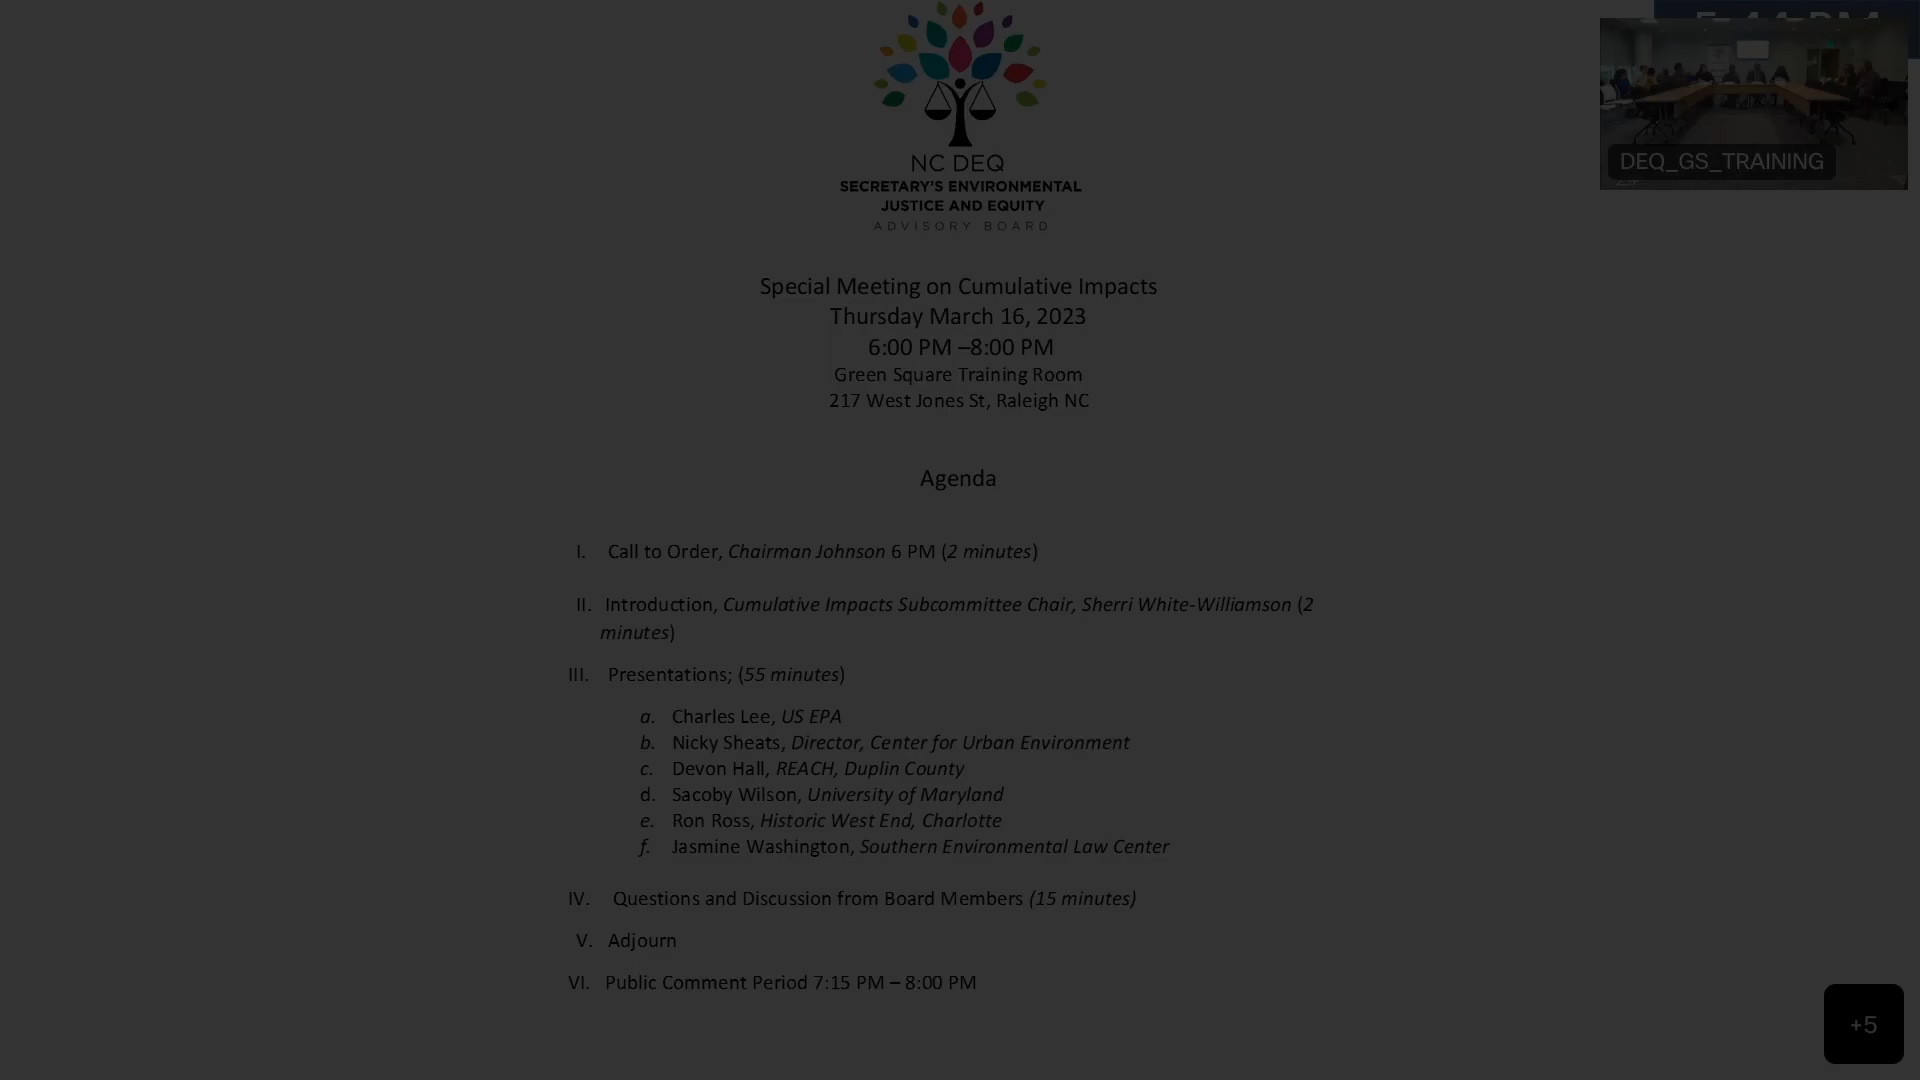 NC DEQ
SECRETARY'S ENVIRONMENTAL
JUSTICE AND EQUITY
ADVISORY BOARD
DEQ_GS_TRAINING
Special Meeting on Cumulative Impacts
Thursday March 16, 2023
6:00 PM –8:00 PM
Green Square Training Room
217 West Jones St, Raleigh NC
Agenda
I. Call to Order, Chairman Johnson 6 PM (2 minutes)
II. Introduction, Cumulative Impacts Subcommittee Chair, Sherri White-Williamson (2
minutes)
III. Presentations; (55 minutes)
a. Charles Lee, US EPA
b. Nicky Sheats, Director, Center for Urban Environment
c. Devon Hall, REACH, Duplin County
d. Sacoby Wilson, University of Maryland
e. Ron Ross, Historic West End, Charlotte
f. Jasmine Washington, Southern Environmental Law Center
IV. Questions and Discussion from Board Members (15 minutes)
V. Adjourn
VI. Public Comment Period 7:15 PM – 8:00 PM
+5